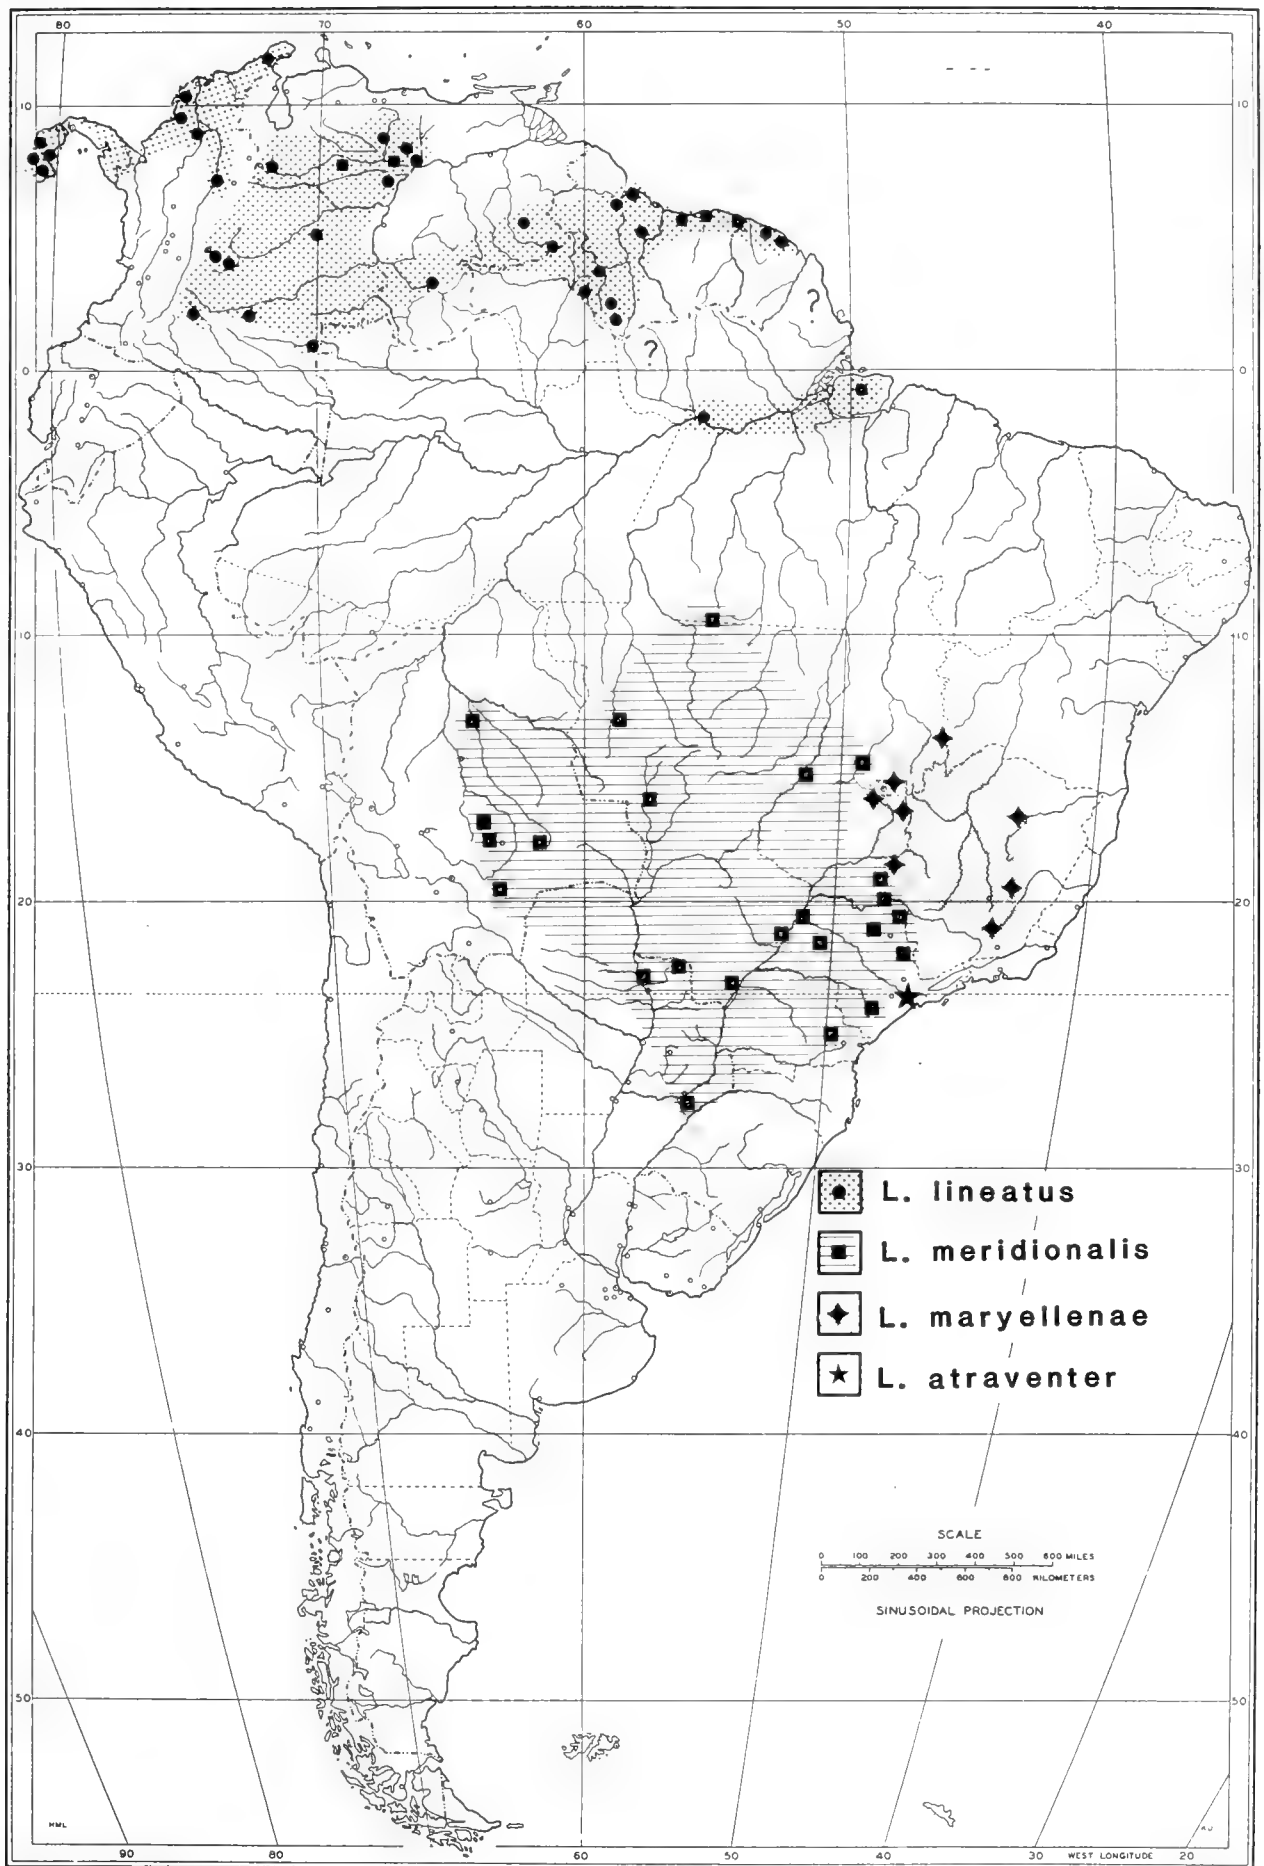 80 70 60 50 40
10 10
0 0
? ?
10 10
20 20
30 30
L. lineatus
L. meridionalis
L. maryellenae
L. atraventer
40 40
SCALE
0 100 200 300 400 500 600 MILES
0 200 400 600 800 KILOMETERS
SINUSOIDAL PROJECTION
50 50
HML
90 80 70 60 50 40 30 WEST LONGITUDE 20